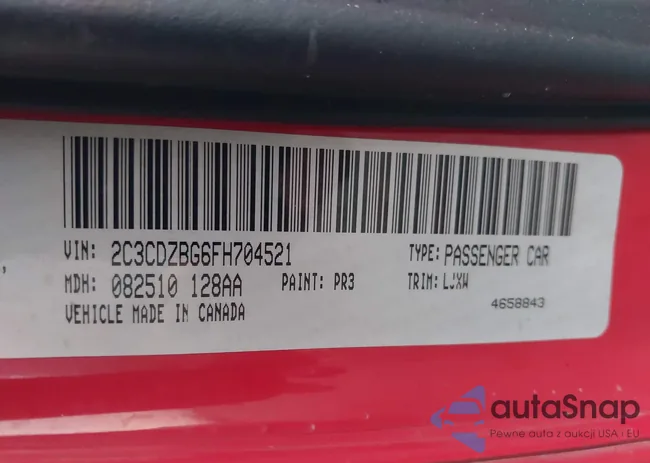 VIN: 2C3CDZBG6FH704521 TYPE: PASSENGER CAR
MDH: 082510 128AA PAINT: PR3 TRIM: LJXW
VEHICLE MADE IN CANADA 4658843
autaSnap
Pewne auta z aukcji USA i EU